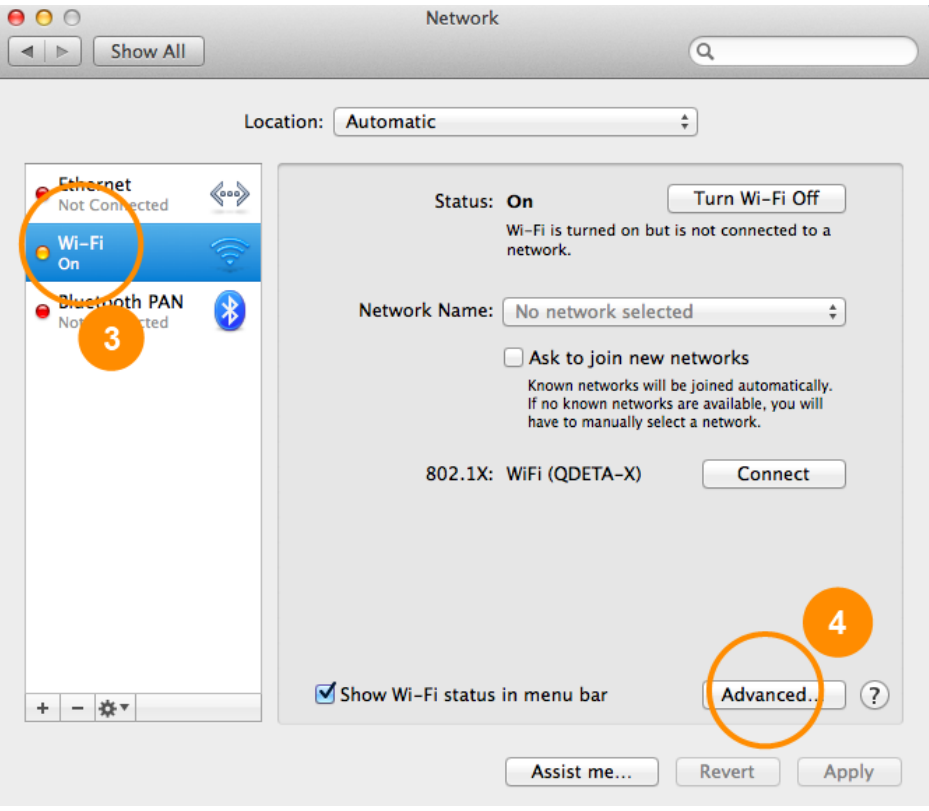 Network
Show All
Location: Automatic
Ethernet
Not Connected
Wi-Fi
On
Bluetooth PAN
Not Connected
3
Status: On
Turn Wi-Fi Off
Wi-Fi is turned on but is not connected to a
network.
Network Name: No network selected
Ask to join new networks
Known networks will be joined automatically.
If no known networks are available, you will
have to manually select a network.
802.1X: WiFi (QDETA-X)
Connect
4
Show Wi-Fi status in menu bar
Advanced...
?
+ −
Assist me...
Revert
Apply